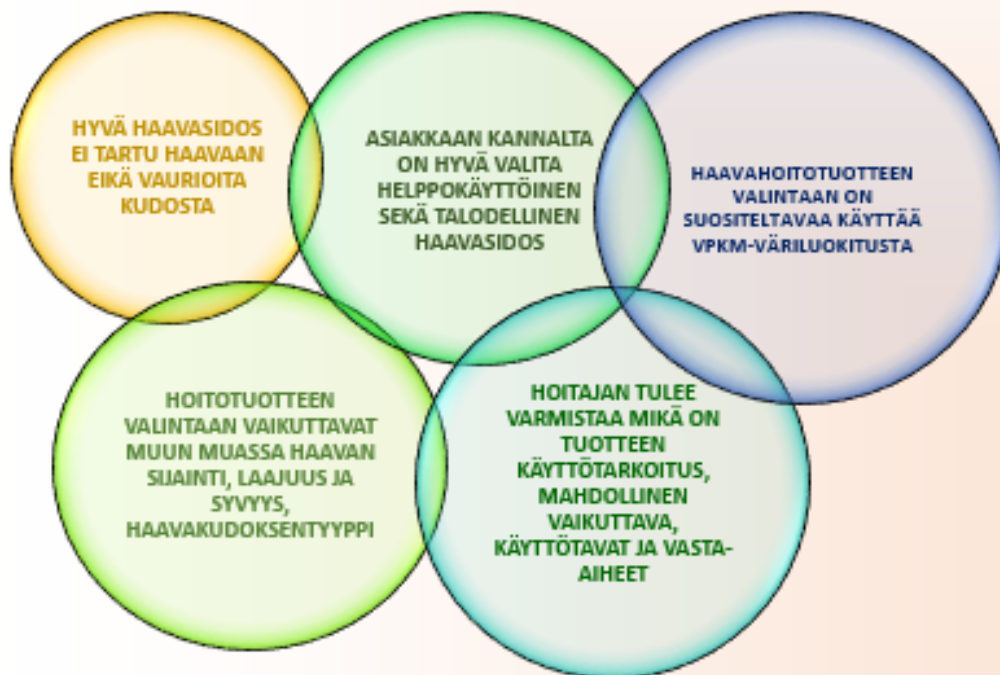 HYVÄ HAAVASIDOS
EI TARTU HAAVAAN
EIKÄ VAURIOITA
KUDOSTA
ASIAKKAAN KANNALTA
ON HYVÄ VALITA
HELPPOKÄYTTÖINEN
SEKÄ TALODELLINEN
HAAVASIDOS
HAAVAHOITOTUOTTEEN
VALINTAAN ON
SUOSITELTAVAA KÄYTTÄÄ
VPKM-VÄRILUOKITUSTA
HOITOTUOTTEEN
VALINTAAN VAIKUTTAVAT
MUUN MUASSA HAAVAN
SIJAINTI, LAAJUUS JA
SYVYYS,
HAAVAKUDOKSENTYYPPI
HOITAJAN TULEE
VARMISTAA MIKÄ ON
TUOTTEEN
KÄYTTÖTARKOITUS,
MAHDOLLINEN
VAIKUTTAVA,
KÄYTTÖTAVAT JA VASTA-
AIHEET